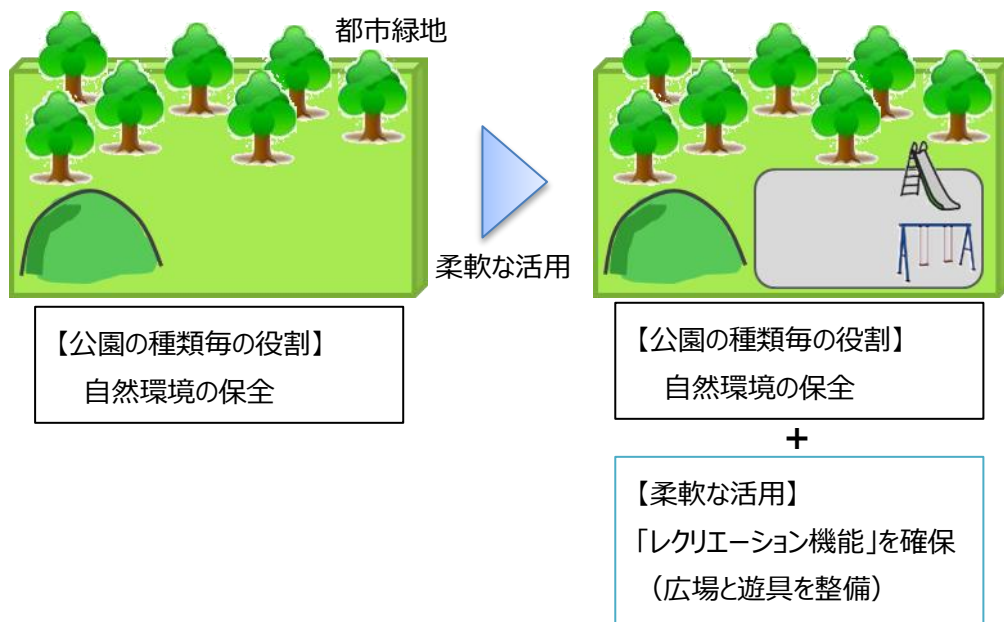 都市緑地
柔軟な活用
【公園の種類毎の役割】
自然環境の保全
【公園の種類毎の役割】
自然環境の保全
+
【柔軟な活用】
「レクリエーション機能」を確保
（広場と遊具を整備）